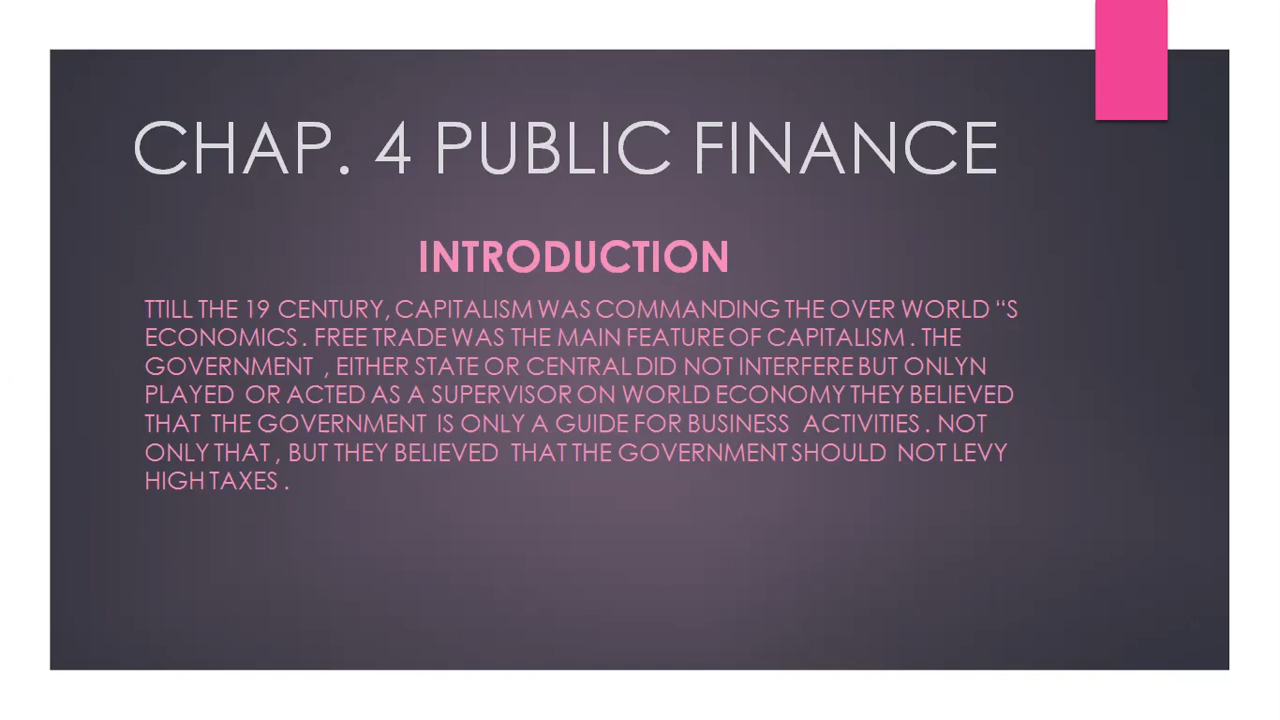 CHAP. 4 PUBLIC FINANCE
INTRODUCTION
TTILL THE 19 CENTURY, CAPITALISM WAS COMMANDING THE OVER WORLD “S
ECONOMICS . FREE TRADE WAS THE MAIN FEATURE OF CAPITALISM . THE
GOVERNMENT , EITHER STATE OR CENTRAL DID NOT INTERFERE BUT ONLYN
PLAYED OR ACTED AS A SUPERVISOR ON WORLD ECONOMY THEY BELIEVED
THAT THE GOVERNMENT IS ONLY A GUIDE FOR BUSINESS ACTIVITIES . NOT
ONLY THAT , BUT THEY BELIEVED THAT THE GOVERNMENT SHOULD NOT LEVY
HIGH TAXES .